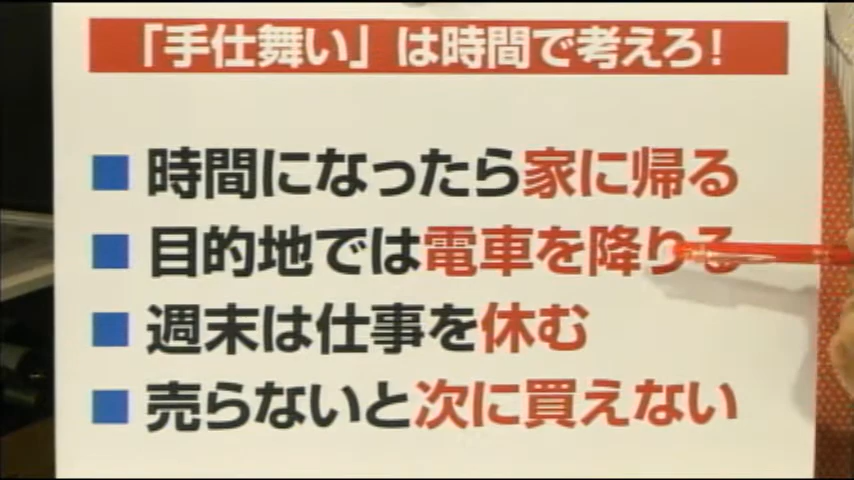 「手仕舞い」は時間で考えろ！
■ 時間になったら家に帰る
■ 目的地では電車を降りる
■ 週末は仕事を休む
■ 売らないと次に買えない